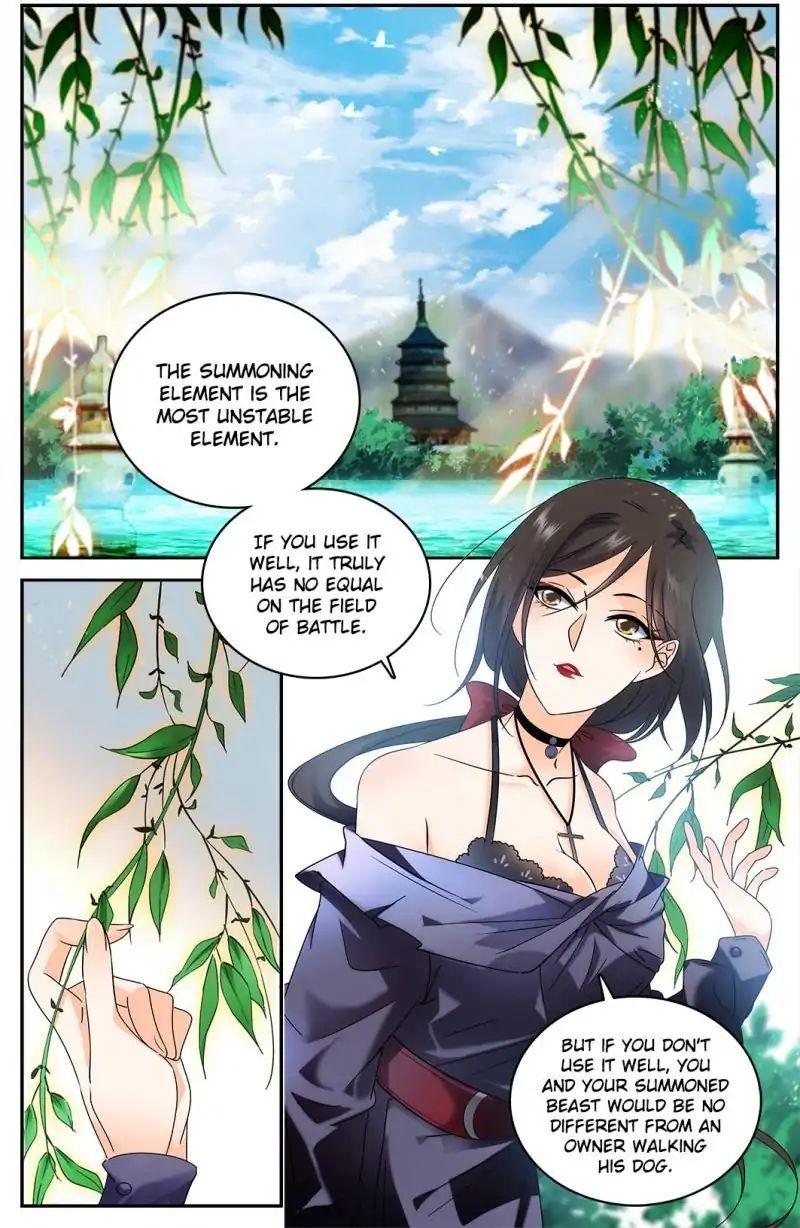 THE SUMMONING
ELEMENT IS THE
MOST UNSTABLE
ELEMENT.
IF YOU USE IT
WELL, IT TRULY
HAS NO EQUAL
ON THE FIELD
OF BATTLE.
BUT IF YOU DON'T
USE IT WELL, YOU
AND YOUR SUMMONED
BEAST WOULD BE NO
DIFFERENT FROM AN
OWNER WALKING
HIS DOG.